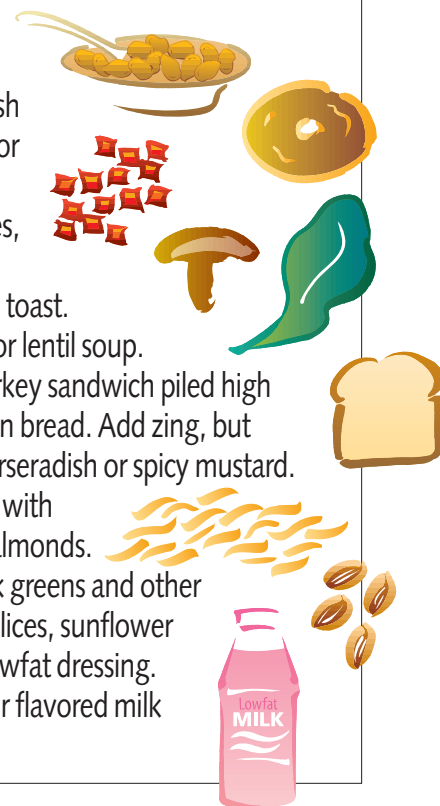 sh
or
es,
toast.
or lentil soup.
rkey sandwich piled high
n bread. Add zing, but
rseradish or spicy mustard.
with
almonds.
k greens and other
lices, sunflower
wfat dressing.
r flavored milk
Lowfat
MILK